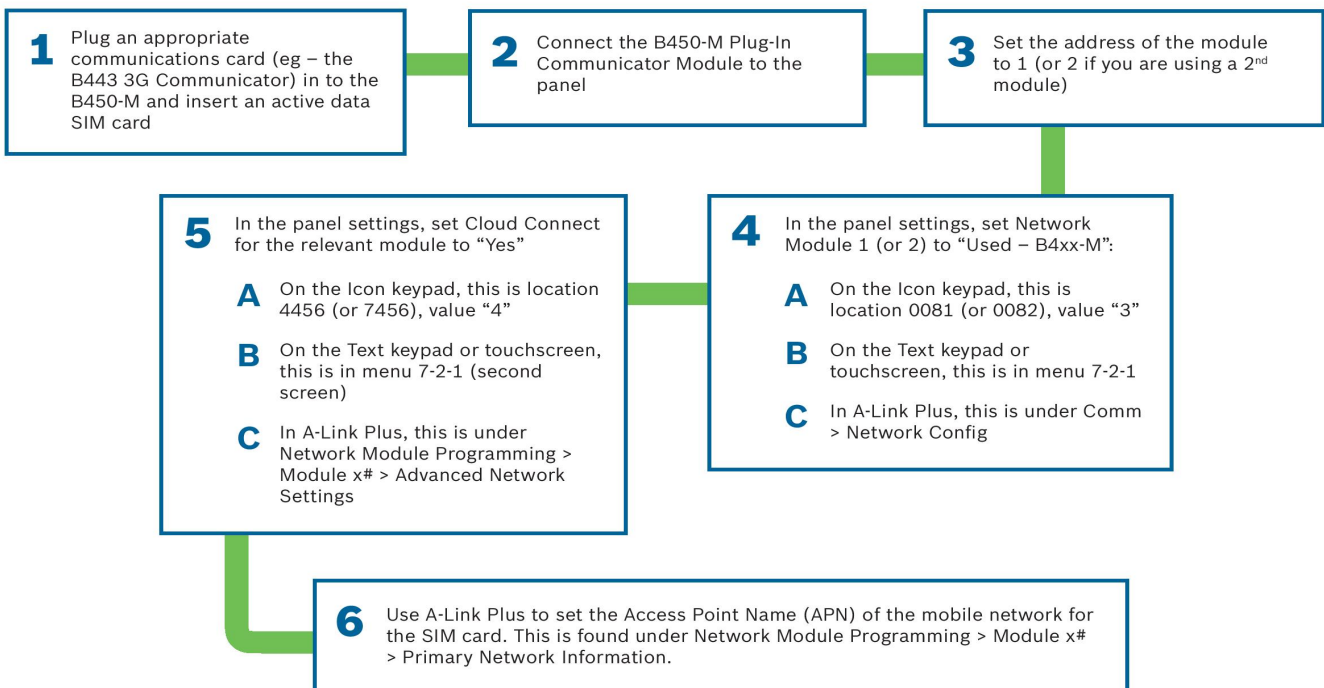 1
Plug an appropriate
communications card (eg – the
B443 3G Communicator) in to the
B450-M and insert an active data
SIM card
2
Connect the B450-M Plug-In
Communicator Module to the
panel
3
Set the address of the module
to 1 (or 2 if you are using a 2nd
module)
4
In the panel settings, set Network
Module 1 (or 2) to “Used – B4xx-M”:
A
On the Icon keypad, this is
location 0081 (or 0082), value “3”
B
On the Text keypad or
touchscreen, this is in menu 7-2-1
C
In A-Link Plus, this is under Comm
> Network Config
5
In the panel settings, set Cloud Connect
for the relevant module to “Yes”
A
On the Icon keypad, this is location
4456 (or 7456), value “4”
B
On the Text keypad or touchscreen,
this is in menu 7-2-1 (second
screen)
C
In A-Link Plus, this is under
Network Module Programming >
Module x# > Advanced Network
Settings
6
Use A-Link Plus to set the Access Point Name (APN) of the mobile network for
the SIM card. This is found under Network Module Programming > Module x#
> Primary Network Information.